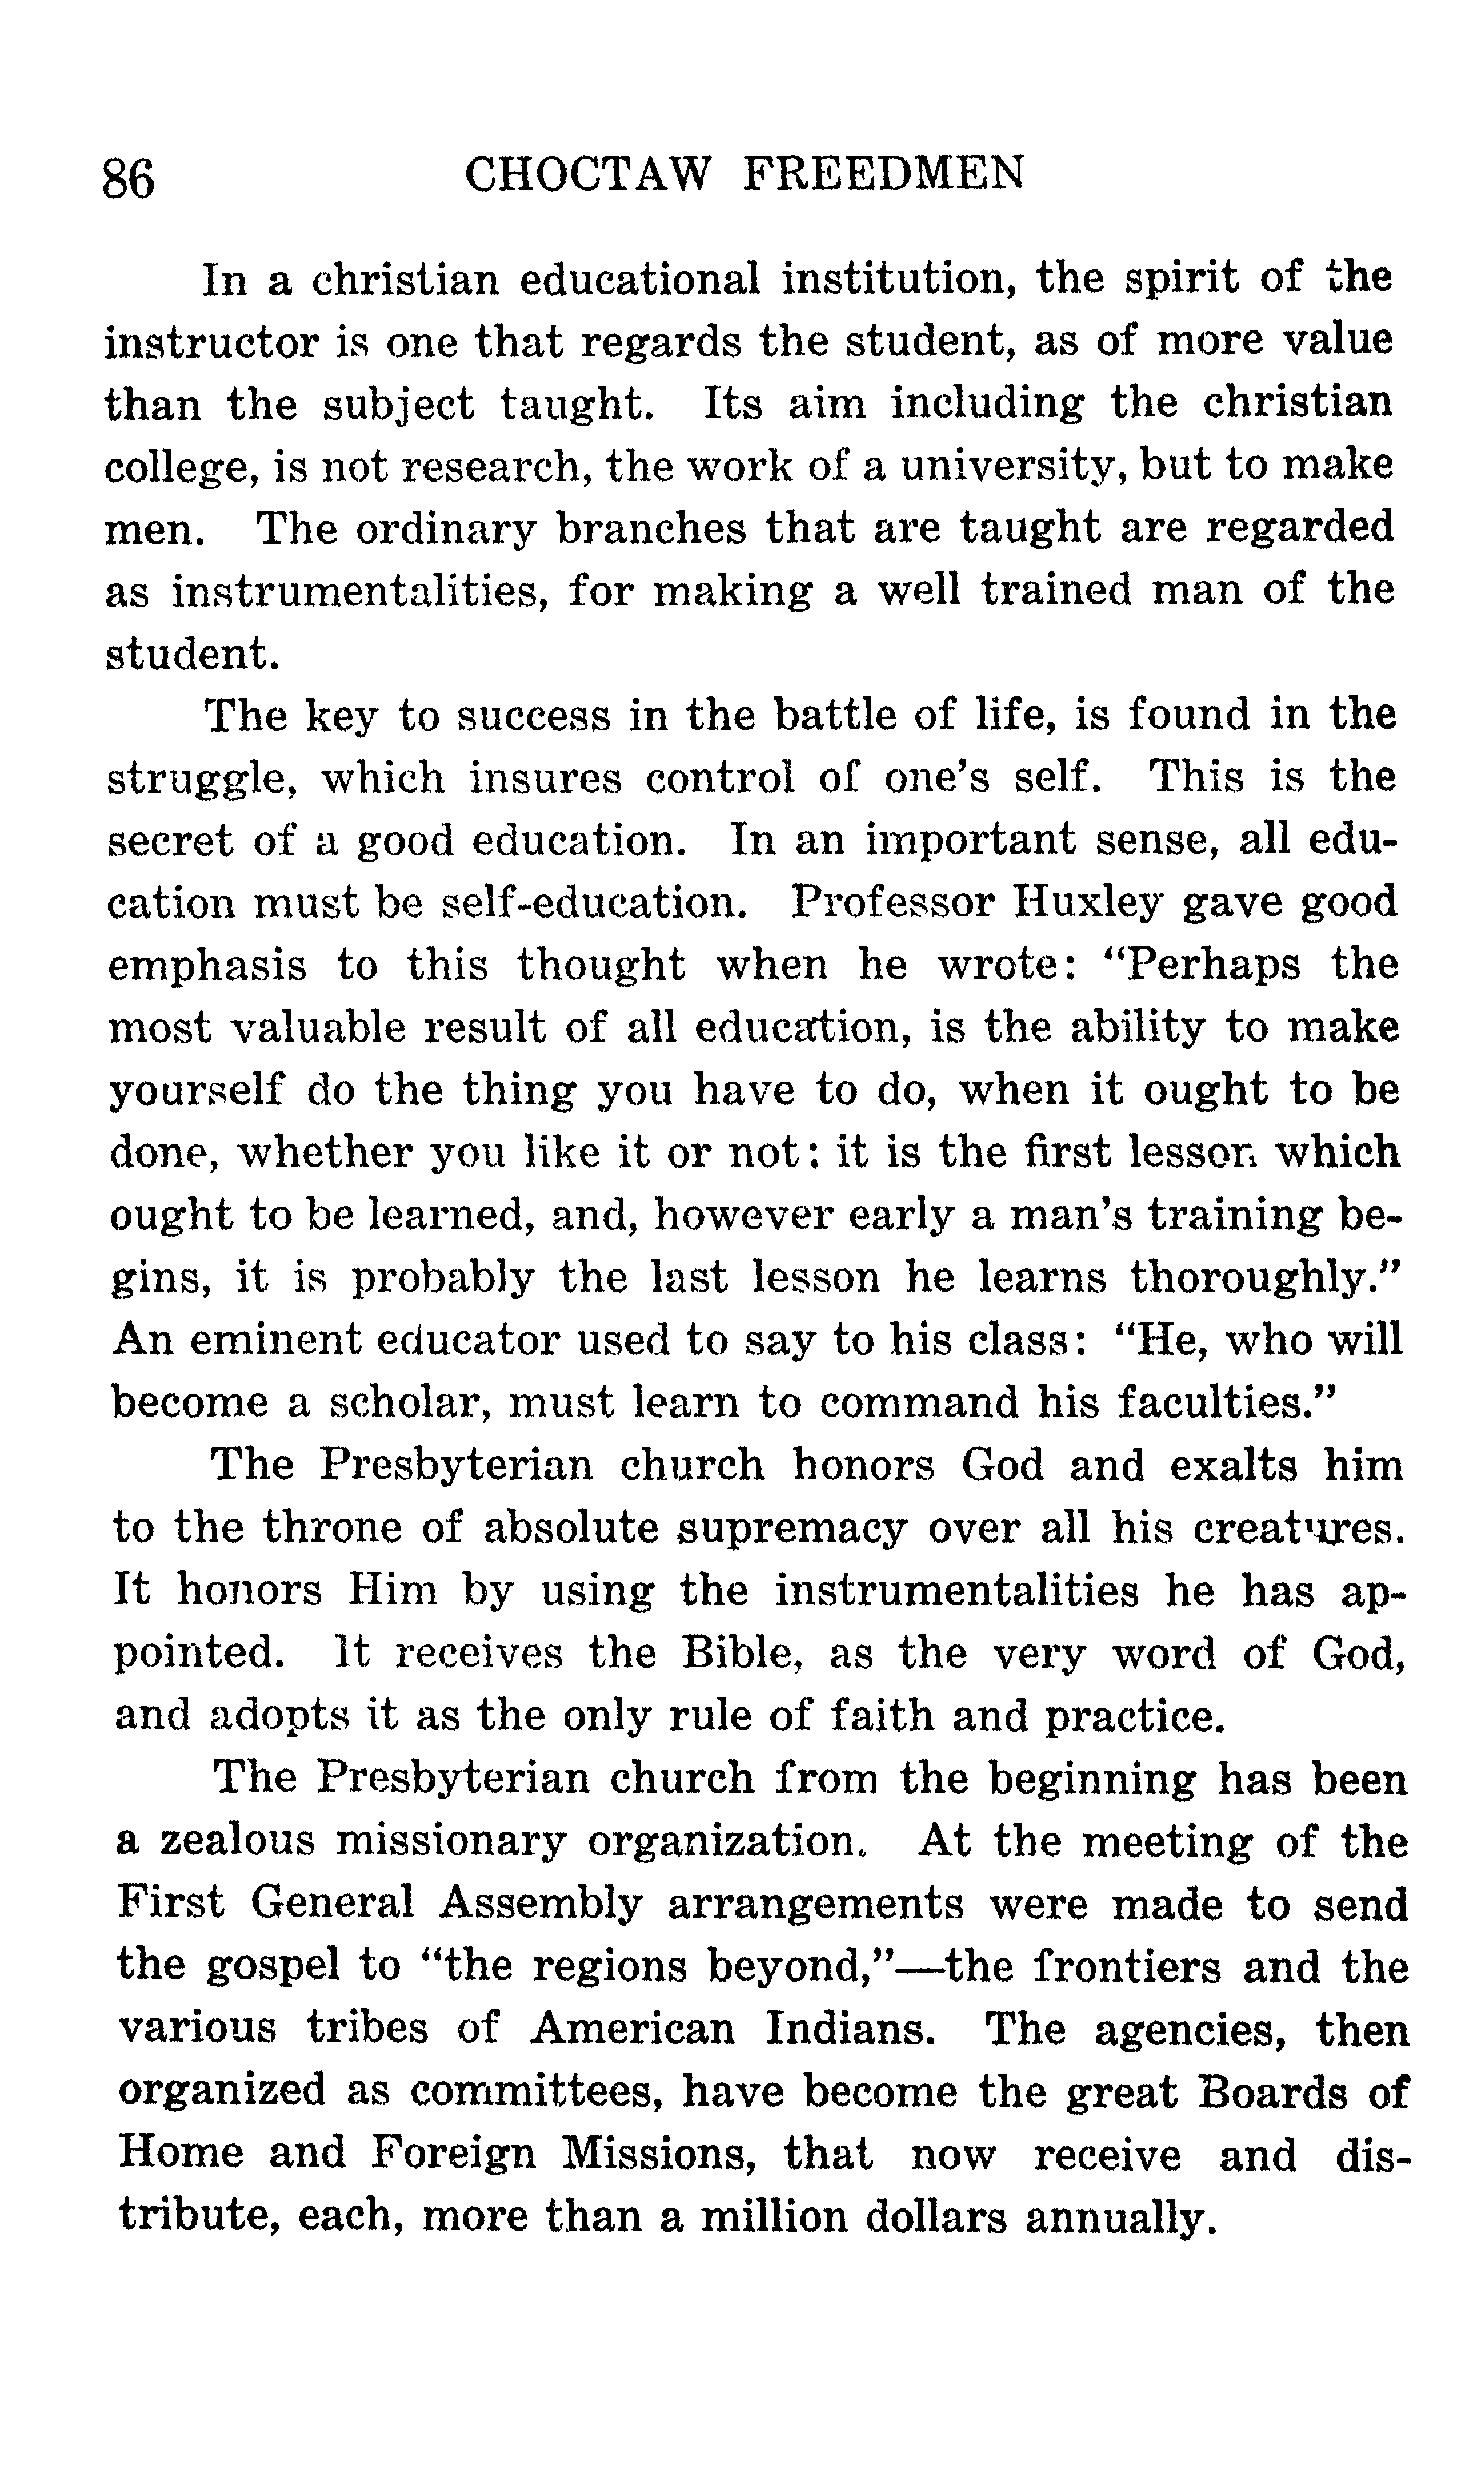 86 CHOCTAW FREEDMEN
In a christian educational institution, the spirit of the
instructor is one that regards the student, as of more value
than the subject taught. Its aim including the christian
college, is not research, the work of a university, but to make
men. The ordinary branches that are taught are regarded
as instrumentalities, for making a well trained man of the
student.
The key to success in the battle of life, is found in the
struggle, which insures control of one's self. This is the
secret of a good education. In an important sense, all edu-
cation must be self-education. Professor Huxley gave good
emphasis to this thought when he wrote: “Perhaps the
most valuable result of all education, is the ability to make
yourself do the thing you have to do, when it ought to be
done, whether you like it or not: it is the first lesson which
ought to be learned, and, however early a man's training be-
gins, it is probably the last lesson he learns thoroughly.”
An eminent educator used to say to his class: “He, who will
become a scholar, must learn to command his faculties.”
The Presbyterian church honors God and exalts him
to the throne of absolute supremacy over all his creatures.
It honors Him by using the instrumentalities he has ap-
pointed. It receives the Bible, as the very word of God,
and adopts it as the only rule of faith and practice.
The Presbyterian church from the beginning has been
a zealous missionary organization. At the meeting of the
First General Assembly arrangements were made to send
the gospel to “the regions beyond,”—the frontiers and the
various tribes of American Indians. The agencies, then
organized as committees, have become the great Boards of
Home and Foreign Missions, that now receive and dis-
tribute, each, more than a million dollars annually.